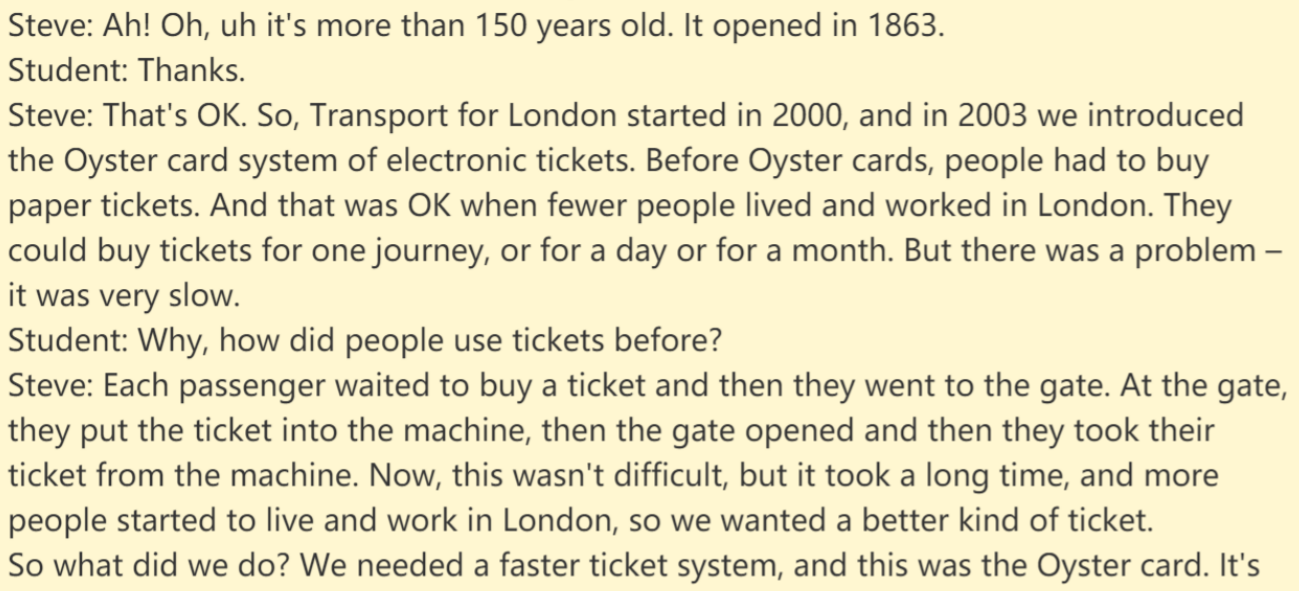 Steve: Ah! Oh, uh it's more than 150 years old. It opened in 1863.
Student: Thanks.
Steve: That's OK. So, Transport for London started in 2000, and in 2003 we introduced
the Oyster card system of electronic tickets. Before Oyster cards, people had to buy
paper tickets. And that was OK when fewer people lived and worked in London. They
could buy tickets for one journey, or for a day or for a month. But there was a problem –
it was very slow.
Student: Why, how did people use tickets before?
Steve: Each passenger waited to buy a ticket and then they went to the gate. At the gate,
they put the ticket into the machine, then the gate opened and then they took their
ticket from the machine. Now, this wasn't difficult, but it took a long time, and more
people started to live and work in London, so we wanted a better kind of ticket.
So what did we do? We needed a faster ticket system, and this was the Oyster card. It's